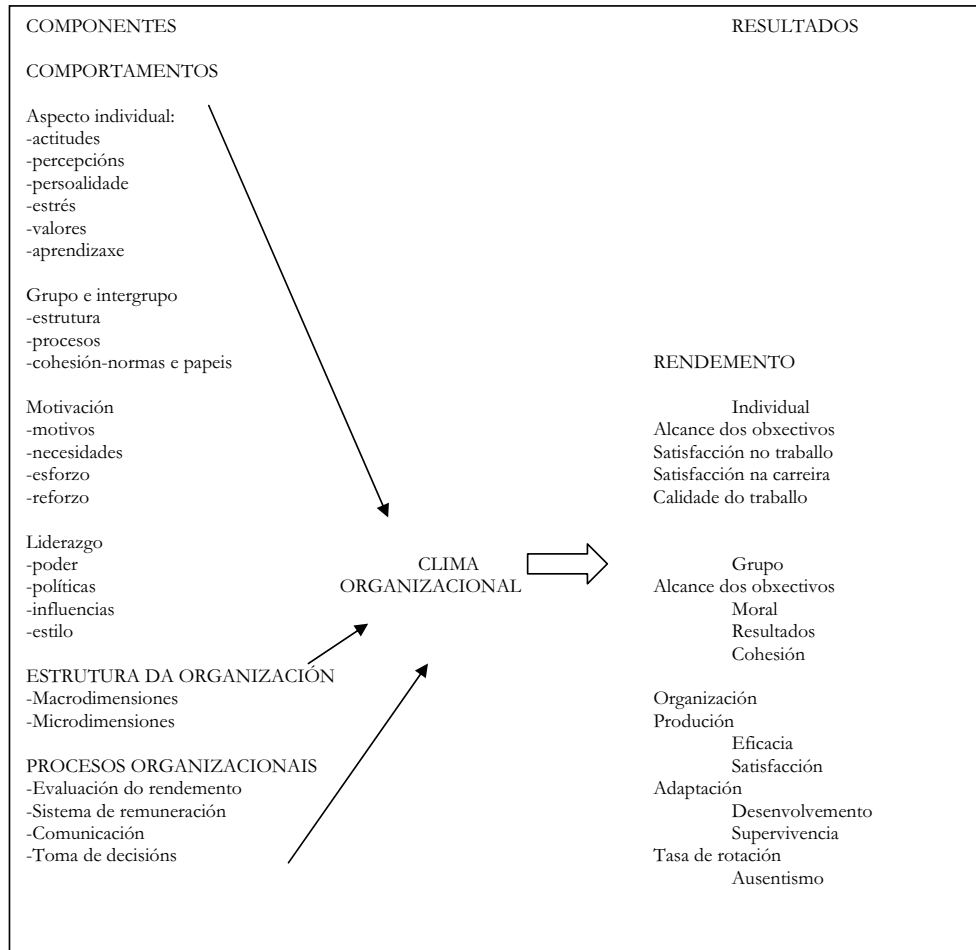 COMPONENTES
COMPORTAMENTOS
Aspecto individual:
-actitudes
-percepcións
-persoalidade
-estrés
-valores
-aprendizaxe
Grupo e intergrupo
-estrutura
-procesos
-cohesión-normas e papeis
Motivación
-motivos
-necesidades
-esforzo
-reforzo
Liderazgo
-poder
-políticas
-influencias
-estilo
ESTRUTURA DA ORGANIZACIÓN
-Macrodimensiones
-Microdimensiones
PROCESOS ORGANIZACIONAIS
-Evaluación do rendemento
-Sistema de remuneración
-Comunicación
-Toma de decisións
CLIMA
ORGANIZACIONAL
RESULTADOS
RENDEMENTO
Individual
Alcance dos obxectivos
Satisfacción no traballo
Satisfacción na carreira
Calidade do traballo
Grupo
Alcance dos obxectivos
Moral
Resultados
Cohesión
Organización
Produción
Eficacia
Satisfacción
Adaptación
Desenvolvemento
Supervivencia
Tasa de rotación
Ausentismo